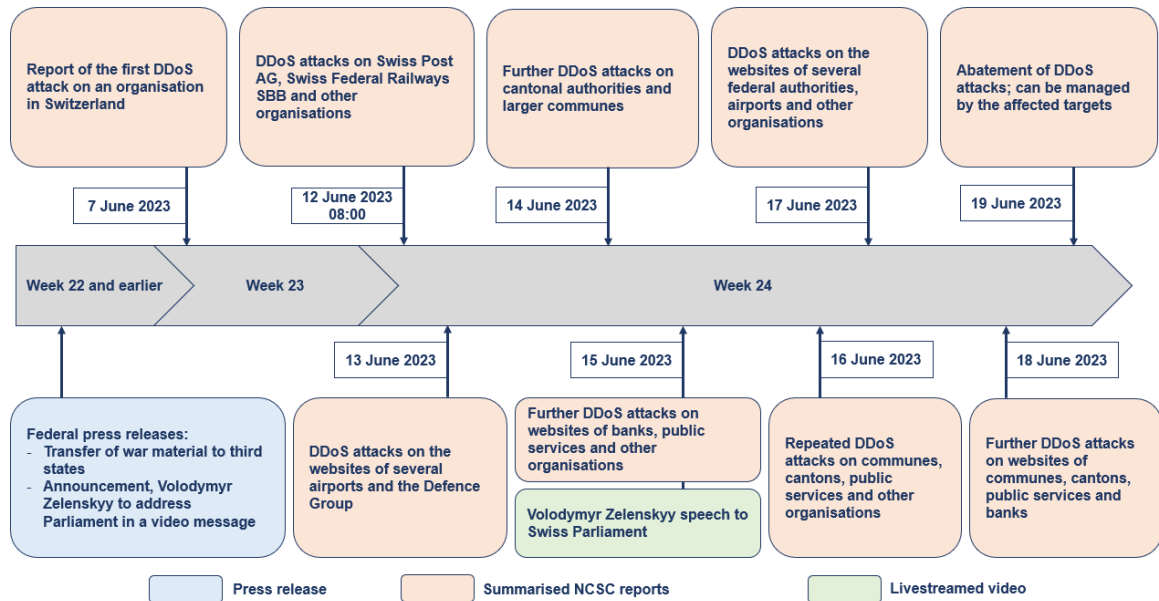 Report of the first DDoS
attack on an organisation
in Switzerland
DDoS attacks on Swiss Post
AG, Swiss Federal Railways
SBB and other
organisations
Further DDoS attacks on
cantonal authorities and
larger communes
DDoS attacks on the
websites of several
federal authorities,
airports and other
organisations
Abatement of DDoS
attacks; can be managed
by the affected targets
7 June 2023
12 June 2023
08:00
14 June 2023
17 June 2023
19 June 2023
Week 22 and earlier
Week 23
Week 24
13 June 2023
15 June 2023
16 June 2023
18 June 2023
Federal press releases:
- Transfer of war material to third
states
- Announcement, Volodymyr
Zelenskyy to address
Parliament in a video message
DDoS attacks on the
websites of several
airports and the Defence
Group
Further DDoS attacks on
websites of banks, public
services and other
organisations
Volodymyr Zelenskyy speech to
Swiss Parliament
Repeated DDoS
attacks on communes,
cantons, public
services and other
organisations
Further DDoS attacks
on websites of
communes, cantons,
public services and
banks
Press release
Summarised NCSC reports
Livestreamed video